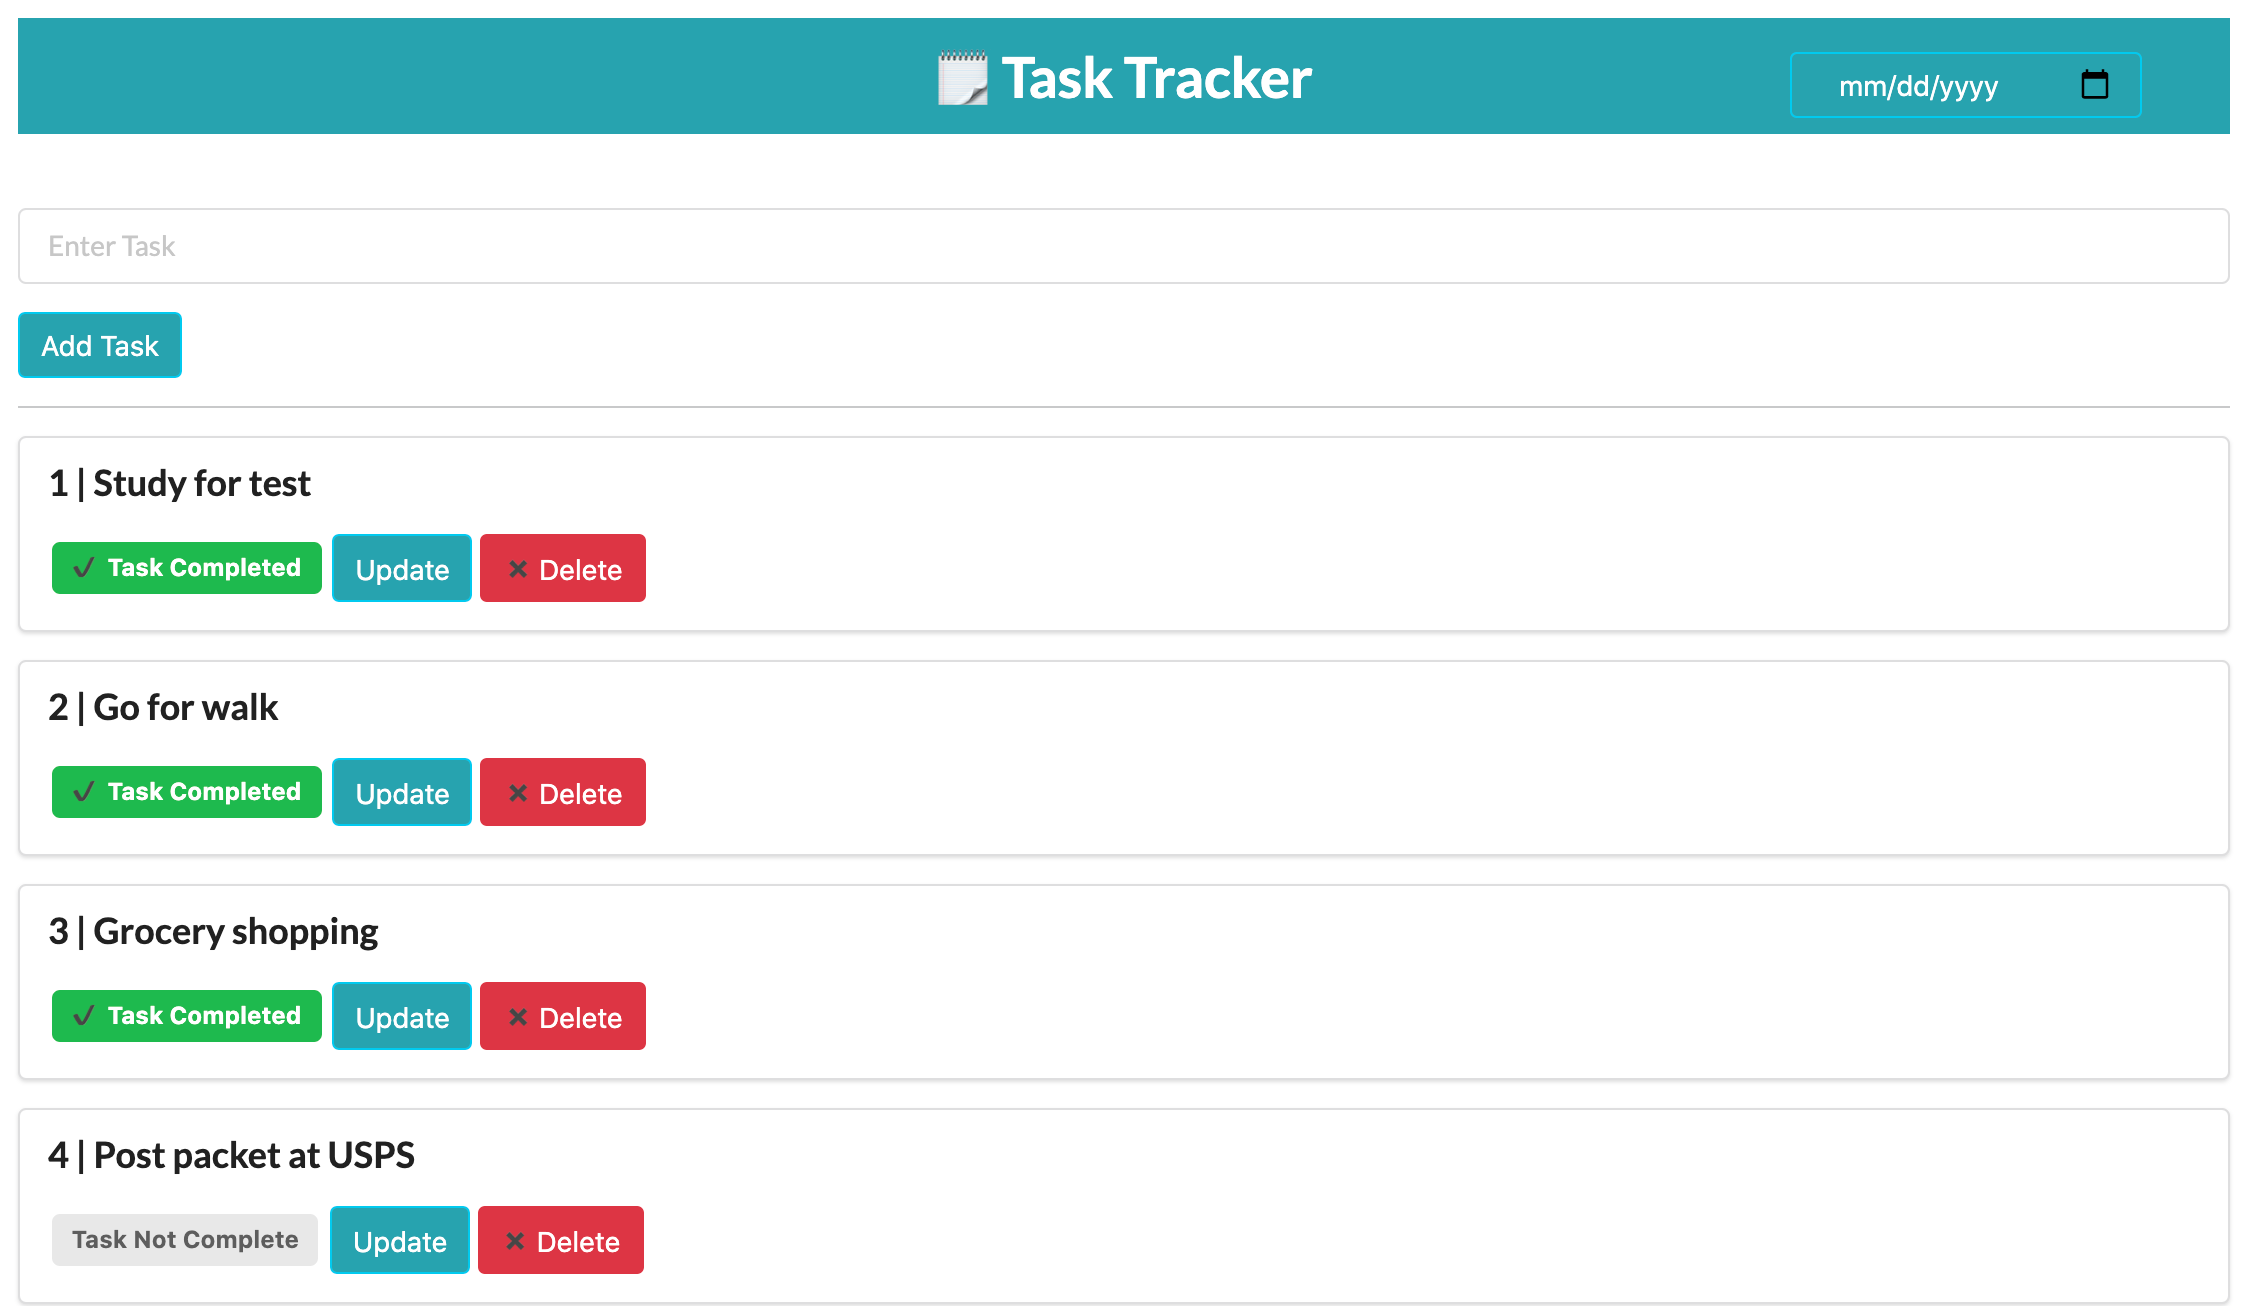 Task Tracker
mm/dd/yyyy
Enter Task
Add Task
1 | Study for test
✔ Task Completed Update ✖ Delete
2 | Go for walk
✔ Task Completed Update ✖ Delete
3 | Grocery shopping
✔ Task Completed Update ✖ Delete
4 | Post packet at USPS
Task Not Complete Update ✖ Delete